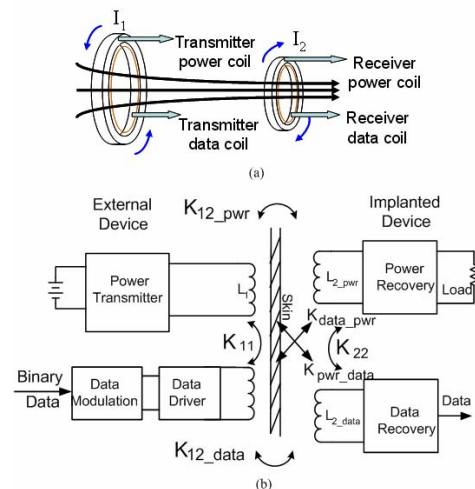 I1
I2
Transmitter
power coil
Receiver
power coil
Transmitter
data coil
Receiver
data coil
(a)
K12_pwr
External
Device
Implanted
Device
Power
Transmitter
L1
Skin
L2_pwr
Power
Recovery
Load
K11
Kdata_pwr
K22
Kpwr_data
Binary
Data
Data
Modulation
Data
Driver
L2_data
Data
Recovery
Data
K12_data
(b)